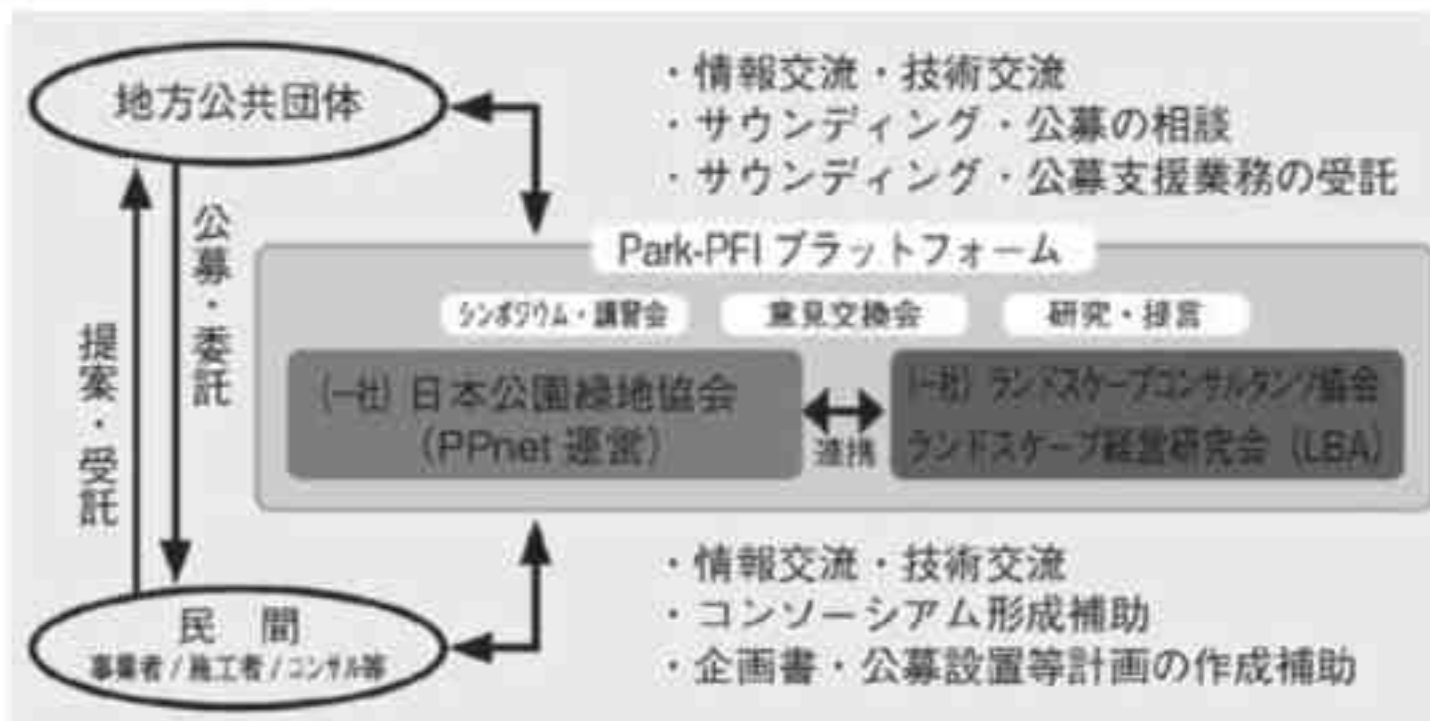 地方公共団体
・情報交流・技術交流
・サウンディング・公募の相談
・サウンディング・公募支援業務の受託
公募・委託
提案・受託
Park-PFI プラットフォーム
シンポジウム・講習会
意見交換会
研究・提言
(一社) 日本公園緑地協会
(PPnet 運営)
連携
(一社) ランドスケープコンサルタンツ協会
ランドスケープ経営研究会 (LBA)
・情報交流・技術交流
・コンソーシアム形成補助
・企画書・公募設置等計画の作成補助
民 間
事業者 / 施工者 / コンサル等